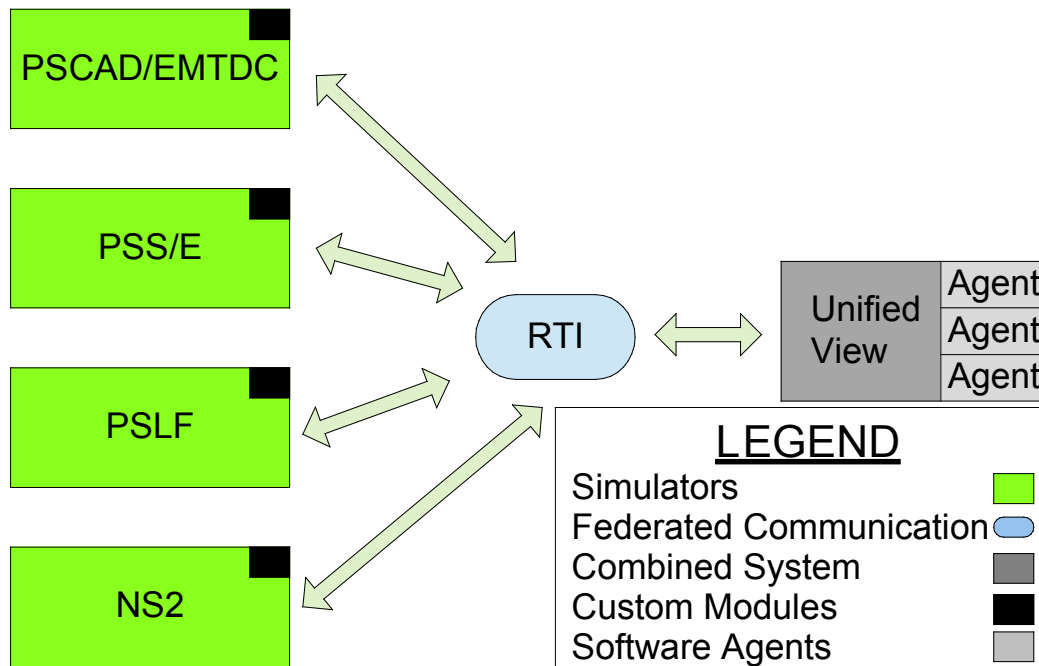 PSCAD/EMTDC
PSS/E
PSLF
NS2
RTI
Unified
View
Agent
Agent
Agent
LEGEND
Simulators
Federated Communication
Combined System
Custom Modules
Software Agents